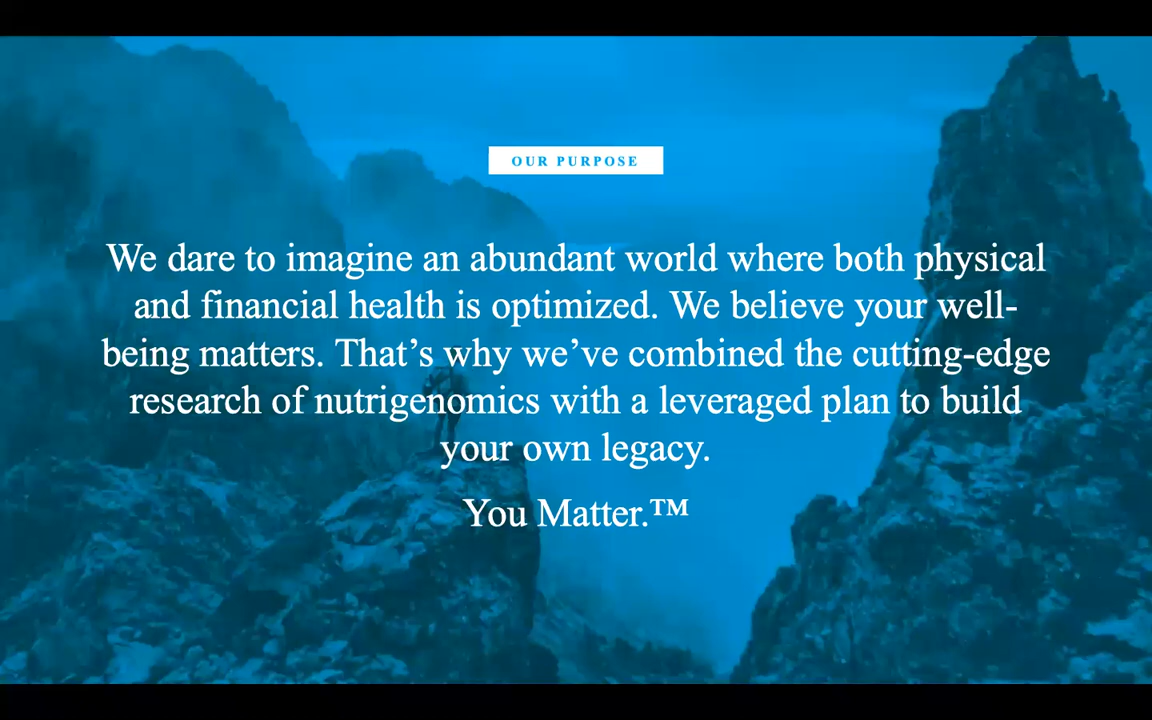 OUR PURPOSE
We dare to imagine an abundant world where both physical
and financial health is optimized. We believe your well-
being matters. That’s why we’ve combined the cutting-edge
research of nutrigenomics with a leveraged plan to build
your own legacy.
You Matter.™